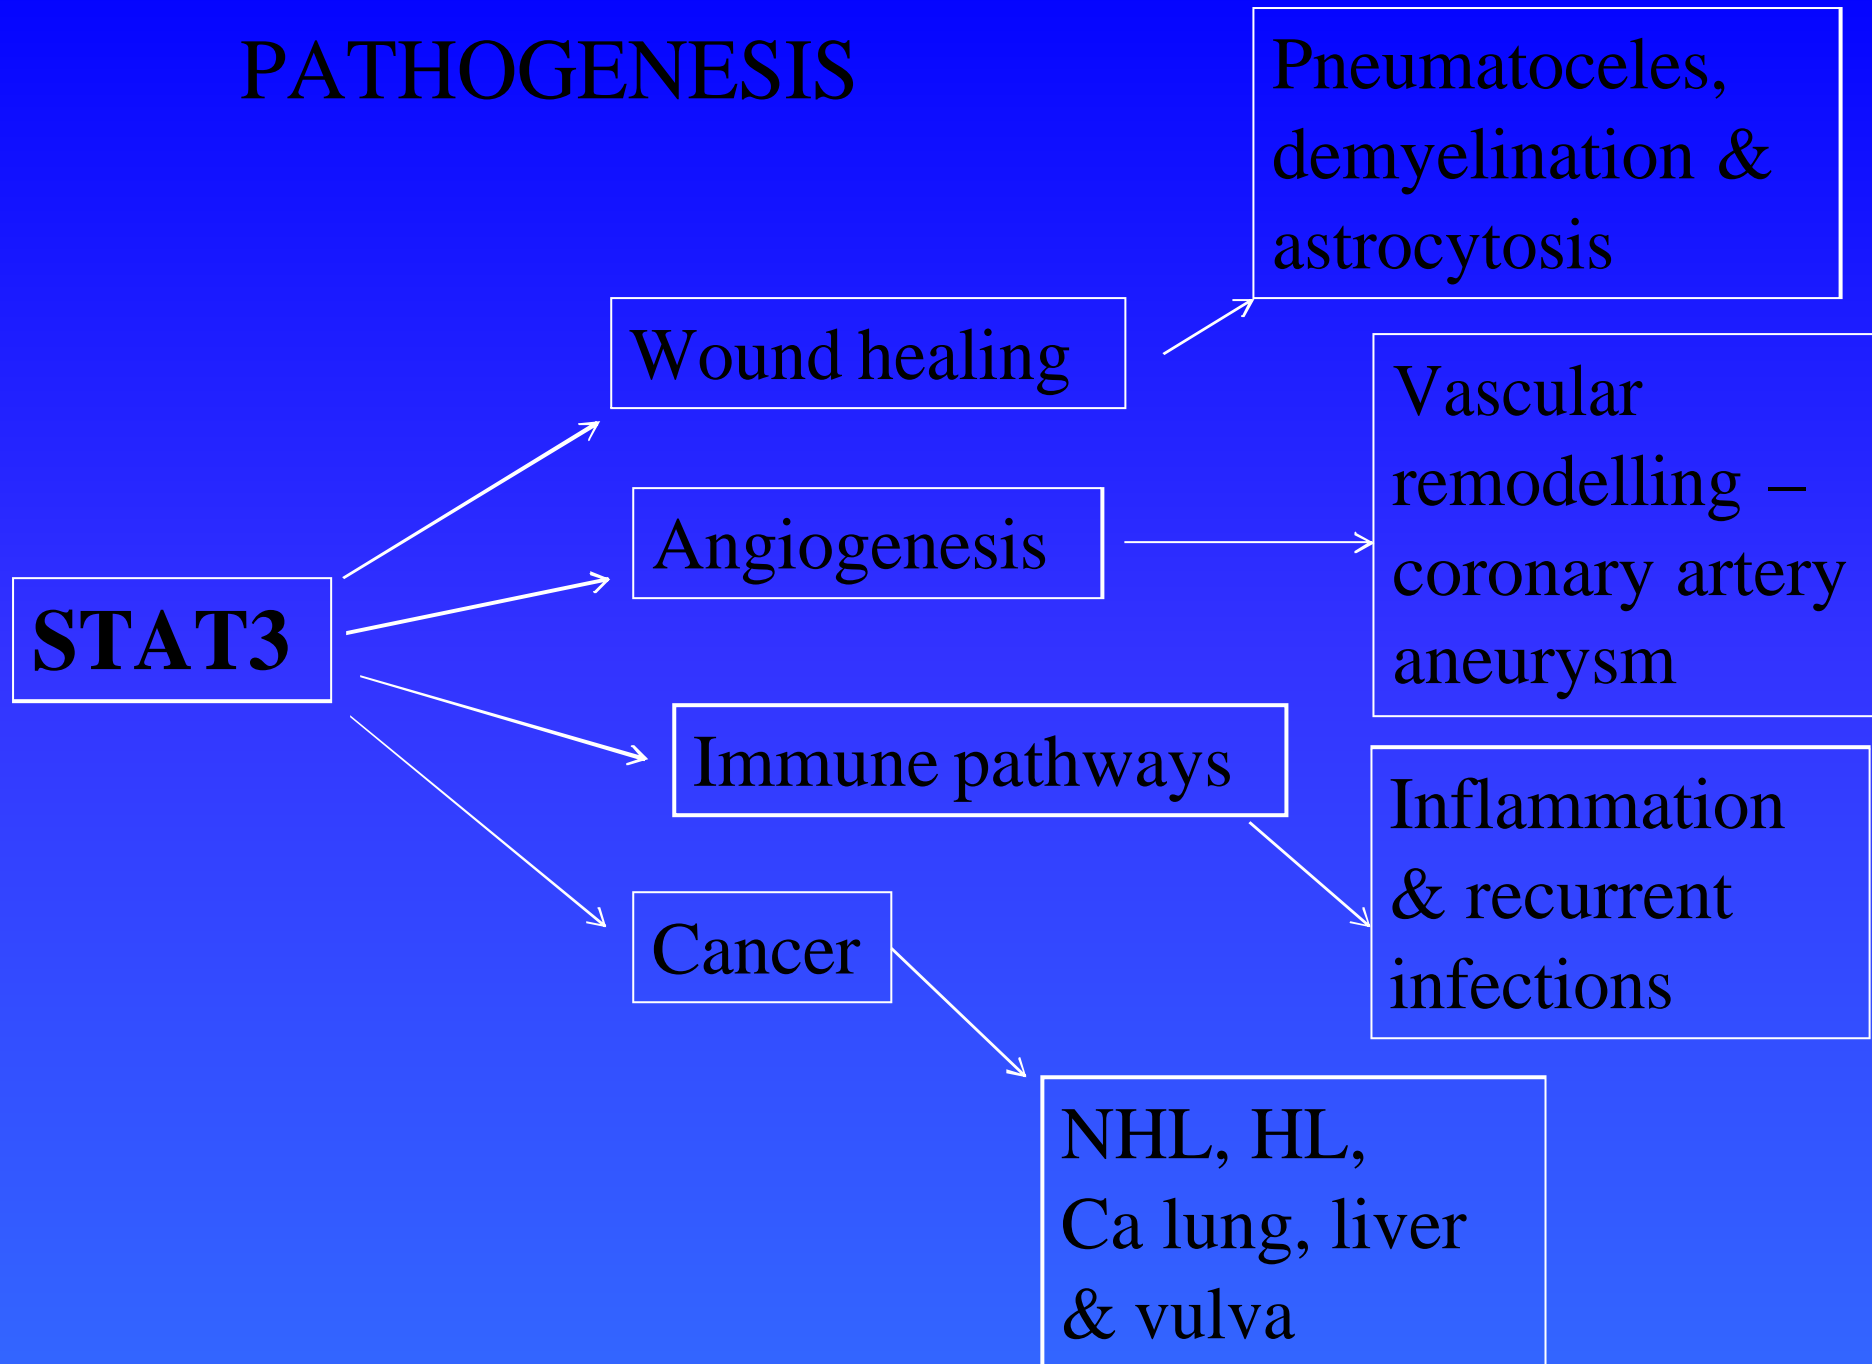 PATHOGENESIS
Pneumatoceles,
demyelination &
astrocytosis
Wound healing
Vascular
remodelling –
coronary artery
aneurysm
Angiogenesis
STAT3
Immune pathways
Inflammation
& recurrent
infections
Cancer
NHL, HL,
Ca lung, liver
& vulva